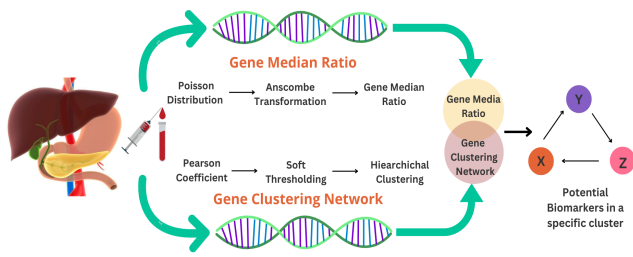 Gene Median Ratio
Poisson
Distribution
Anscombe
Transformation
Gene Median
Ratio
Pearson
Coefficient
Soft
Thresholding
Hiearchichal
Clustering
Gene Clustering Network
Gene Media
Ratio
Gene
Clustering
Network
Y
X
Z
Potential
Biomarkers in a
specific cluster